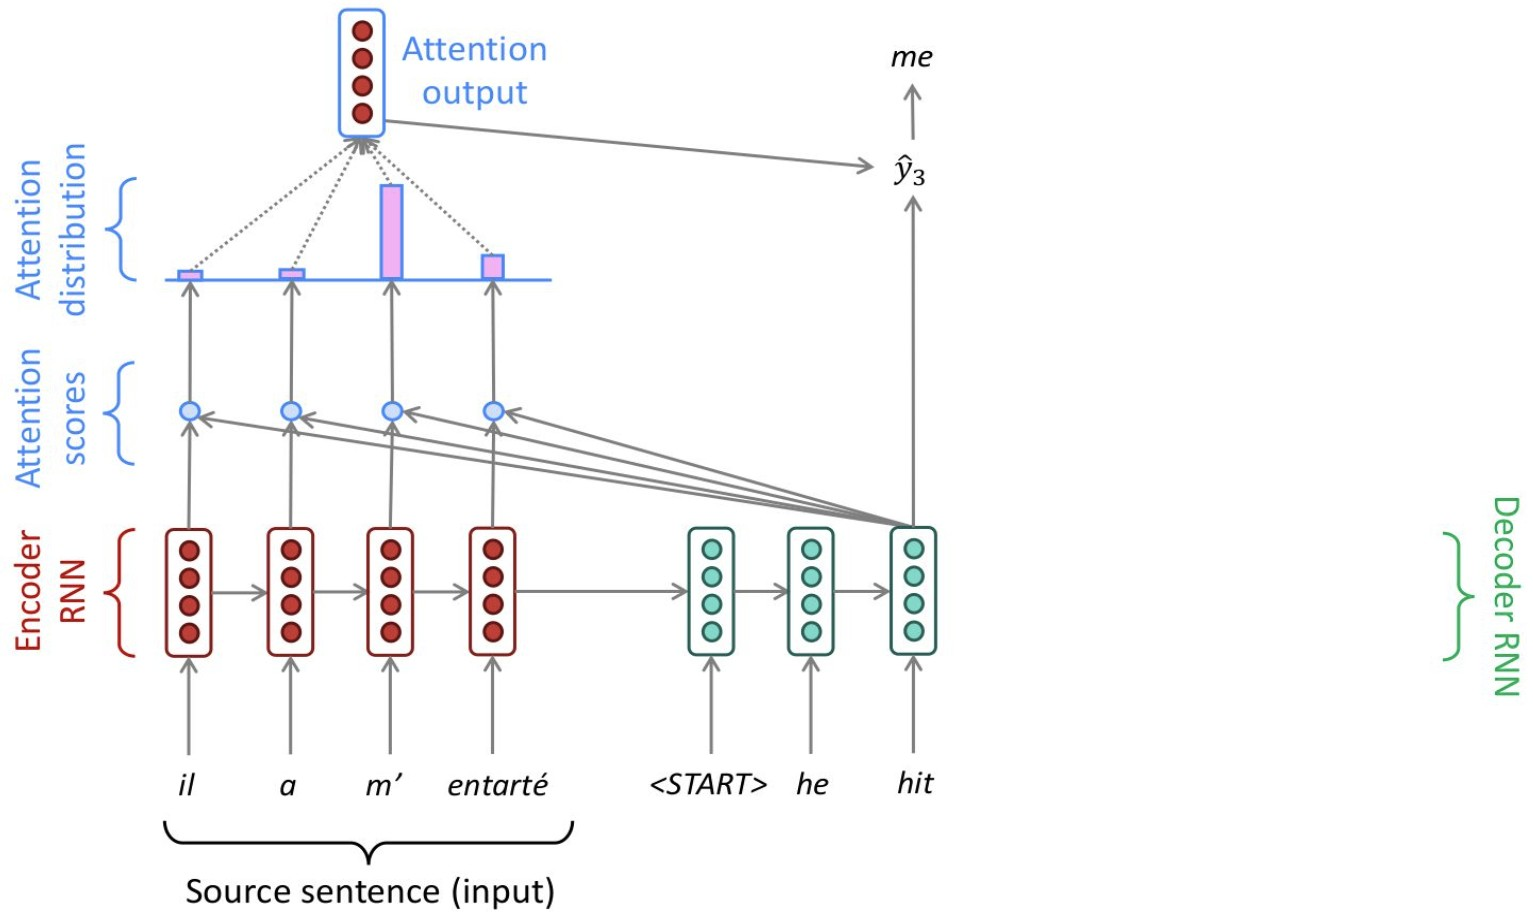 Attention
output
me
Attention
distribution
ŷ₃
Attention
scores
Encoder
RNN
Decoder RNN
il a m’ entarté <START> he hit
Source sentence (input)